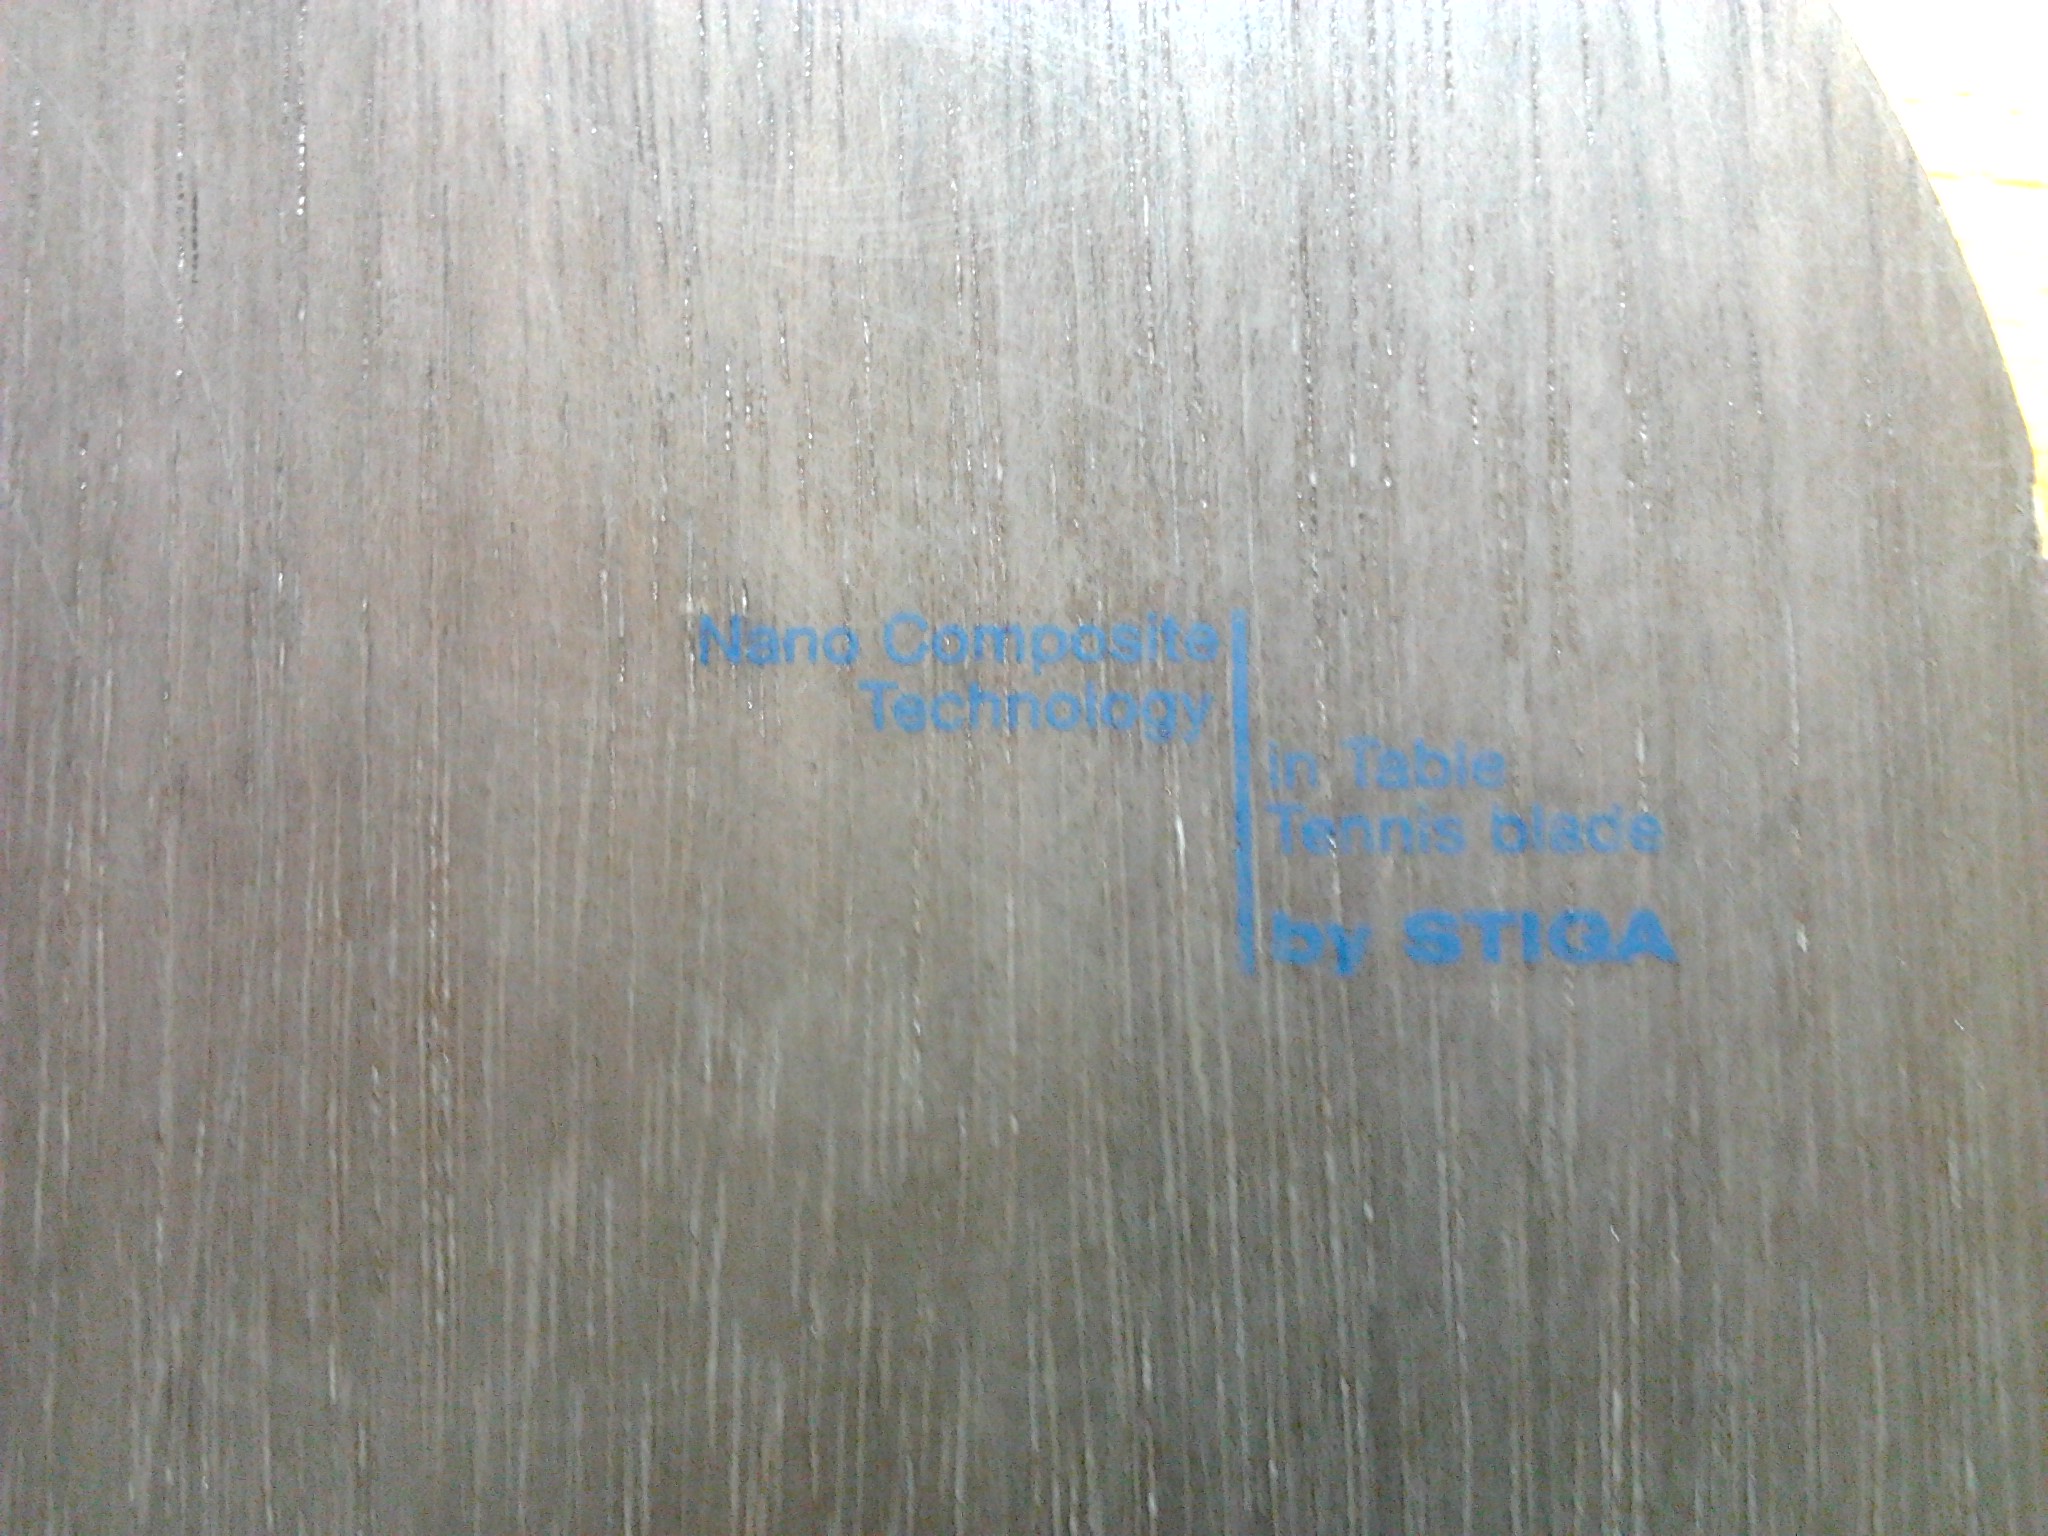 Nano Composite
Technology
in Table
Tennis blade
by STIGA